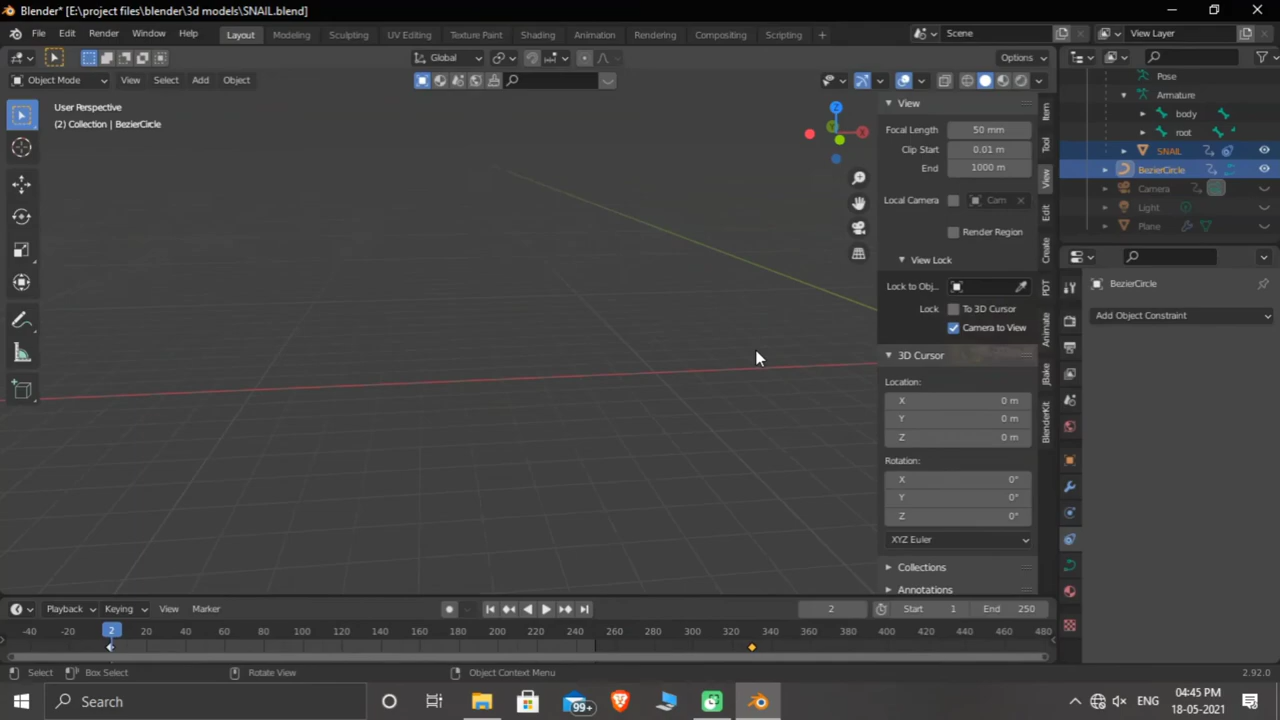 Blender* [E:\project files\blender\3d models\SNAIL.blend]
File Edit Render Window Help Layout Modeling Sculpting UV Editing Texture Paint Shading Animation Rendering Compositing Scripting + Scene View Layer
Global Options
Object Mode View Select Add Object
User Perspective
(2) Collection | BezierCircle
Z
X
Y
View
Focal Length 50 mm
Clip Start 0.01 m
End 1000 m
Local Camera Cam
Render Region
View Lock
Lock to Obj...
Lock To 3D Cursor
Camera to View
3D Cursor
Location:
X 0 m
Y 0 m
Z 0 m
Rotation:
X 0°
Y 0°
Z 0°
XYZ Euler
Collections
Annotations
Item
Tool
View
Edit
Create
PDT
Animate
JBake
BlenderKit
Pose
Armature
body
root
SNAIL
BezierCircle
Camera
Light
Plane
BezierCircle
Add Object Constraint
Playback Keying View Marker 2 Start 1 End 250
-40 -20 2 20 40 60 80 100 120 140 160 180 200 220 240 260 280 300 320 340 360 380 400 420 440 460 480
Select Box Select Rotate View Object Context Menu 2.92.0
Search 99+ ENG 04:45 PM
18-05-2021